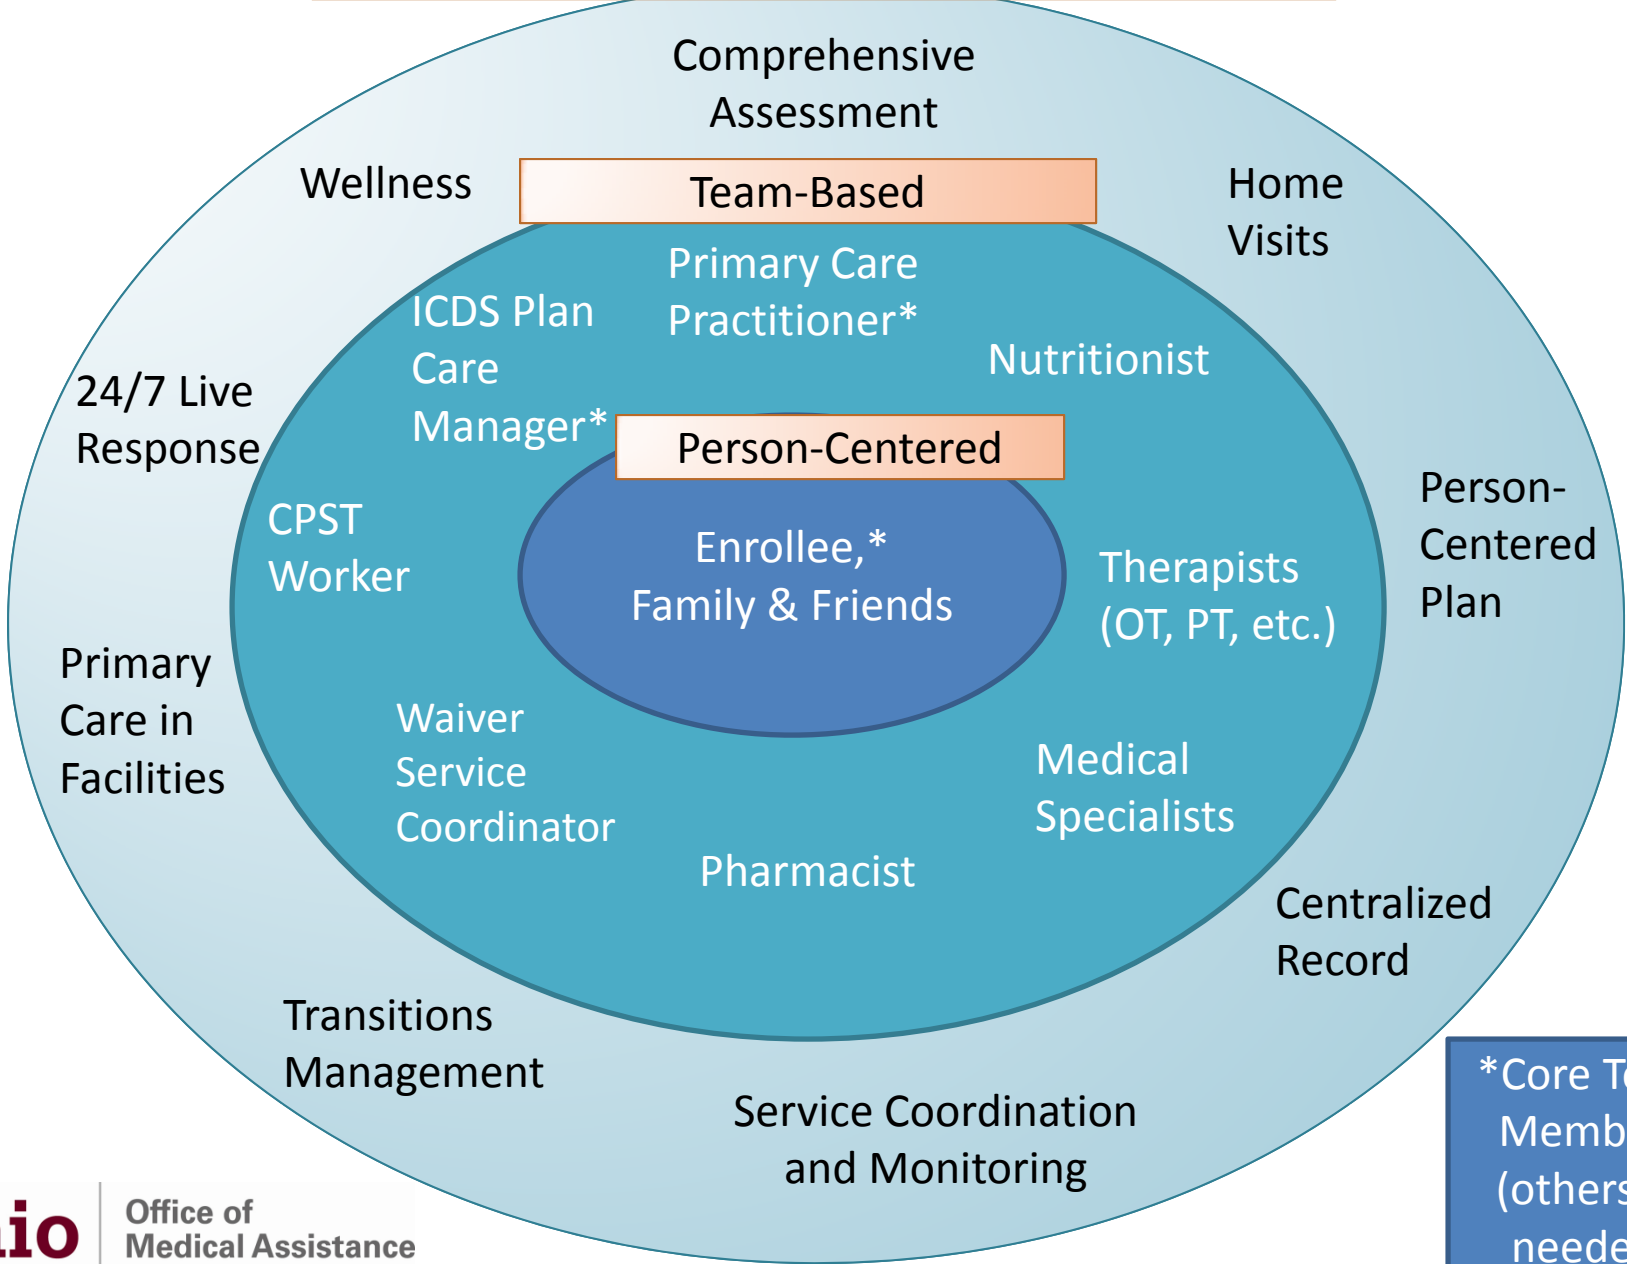 Comprehensive
Assessment
Wellness
Team-Based
Home
Visits
Primary Care
Practitioner*
ICDS Plan
Care
Manager*
Nutritionist
24/7 Live
Response
Person-Centered
Person-
Centered
Plan
CPST
Worker
Enrollee,*
Family & Friends
Therapists
(OT, PT, etc.)
Primary
Care in
Facilities
Waiver
Service
Coordinator
Medical
Specialists
Pharmacist
Centralized
Record
Transitions
Management
Service Coordination
and Monitoring
*Core
(others
Office of
Medical Assistance